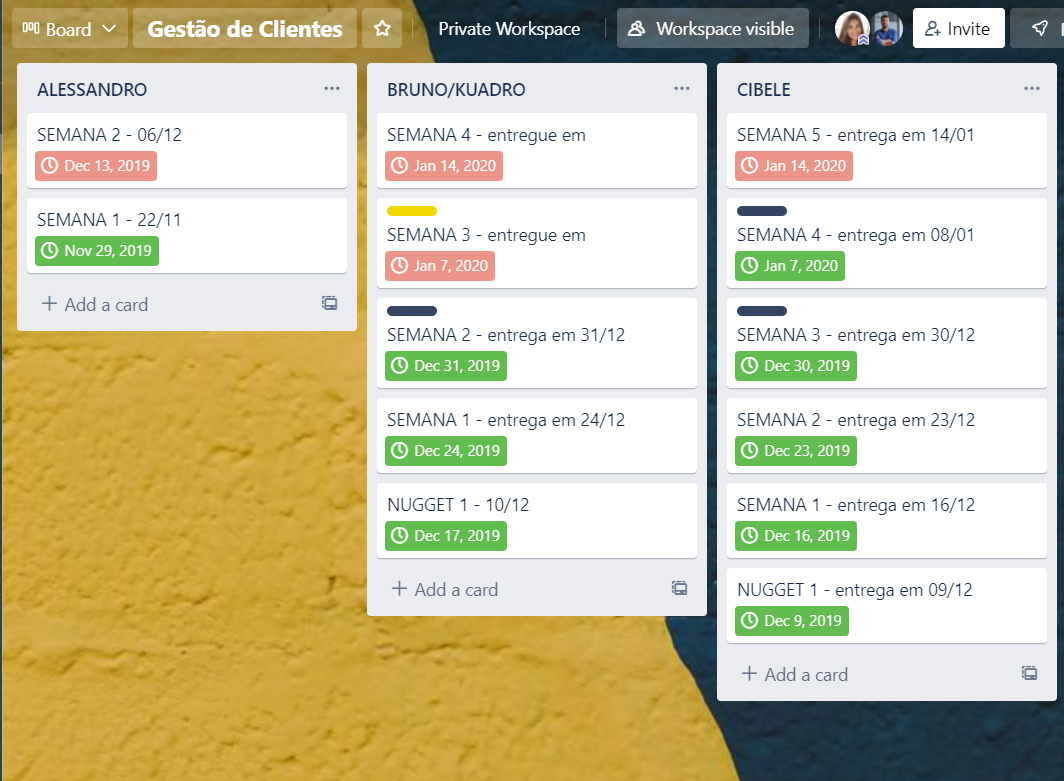 Board
Gestão de Clientes
Private Workspace
Workspace visible
Invite
ALESSANDRO
SEMANA 2 - 06/12
Dec 13, 2019
SEMANA 1 - 22/11
Nov 29, 2019
Add a card
BRUNO/KUADRO
SEMANA 4 - entregue em
Jan 14, 2020
SEMANA 3 - entregue em
Jan 7, 2020
SEMANA 2 - entrega em 31/12
Dec 31, 2019
SEMANA 1 - entrega em 24/12
Dec 24, 2019
NUGGET 1 - 10/12
Dec 17, 2019
Add a card
CIBELE
SEMANA 5 - entrega em 14/01
Jan 14, 2020
SEMANA 4 - entrega em 08/01
Jan 7, 2020
SEMANA 3 - entrega em 30/12
Dec 30, 2019
SEMANA 2 - entrega em 23/12
Dec 23, 2019
SEMANA 1 - entrega em 16/12
Dec 16, 2019
NUGGET 1 - entrega em 09/12
Dec 9, 2019
Add a card